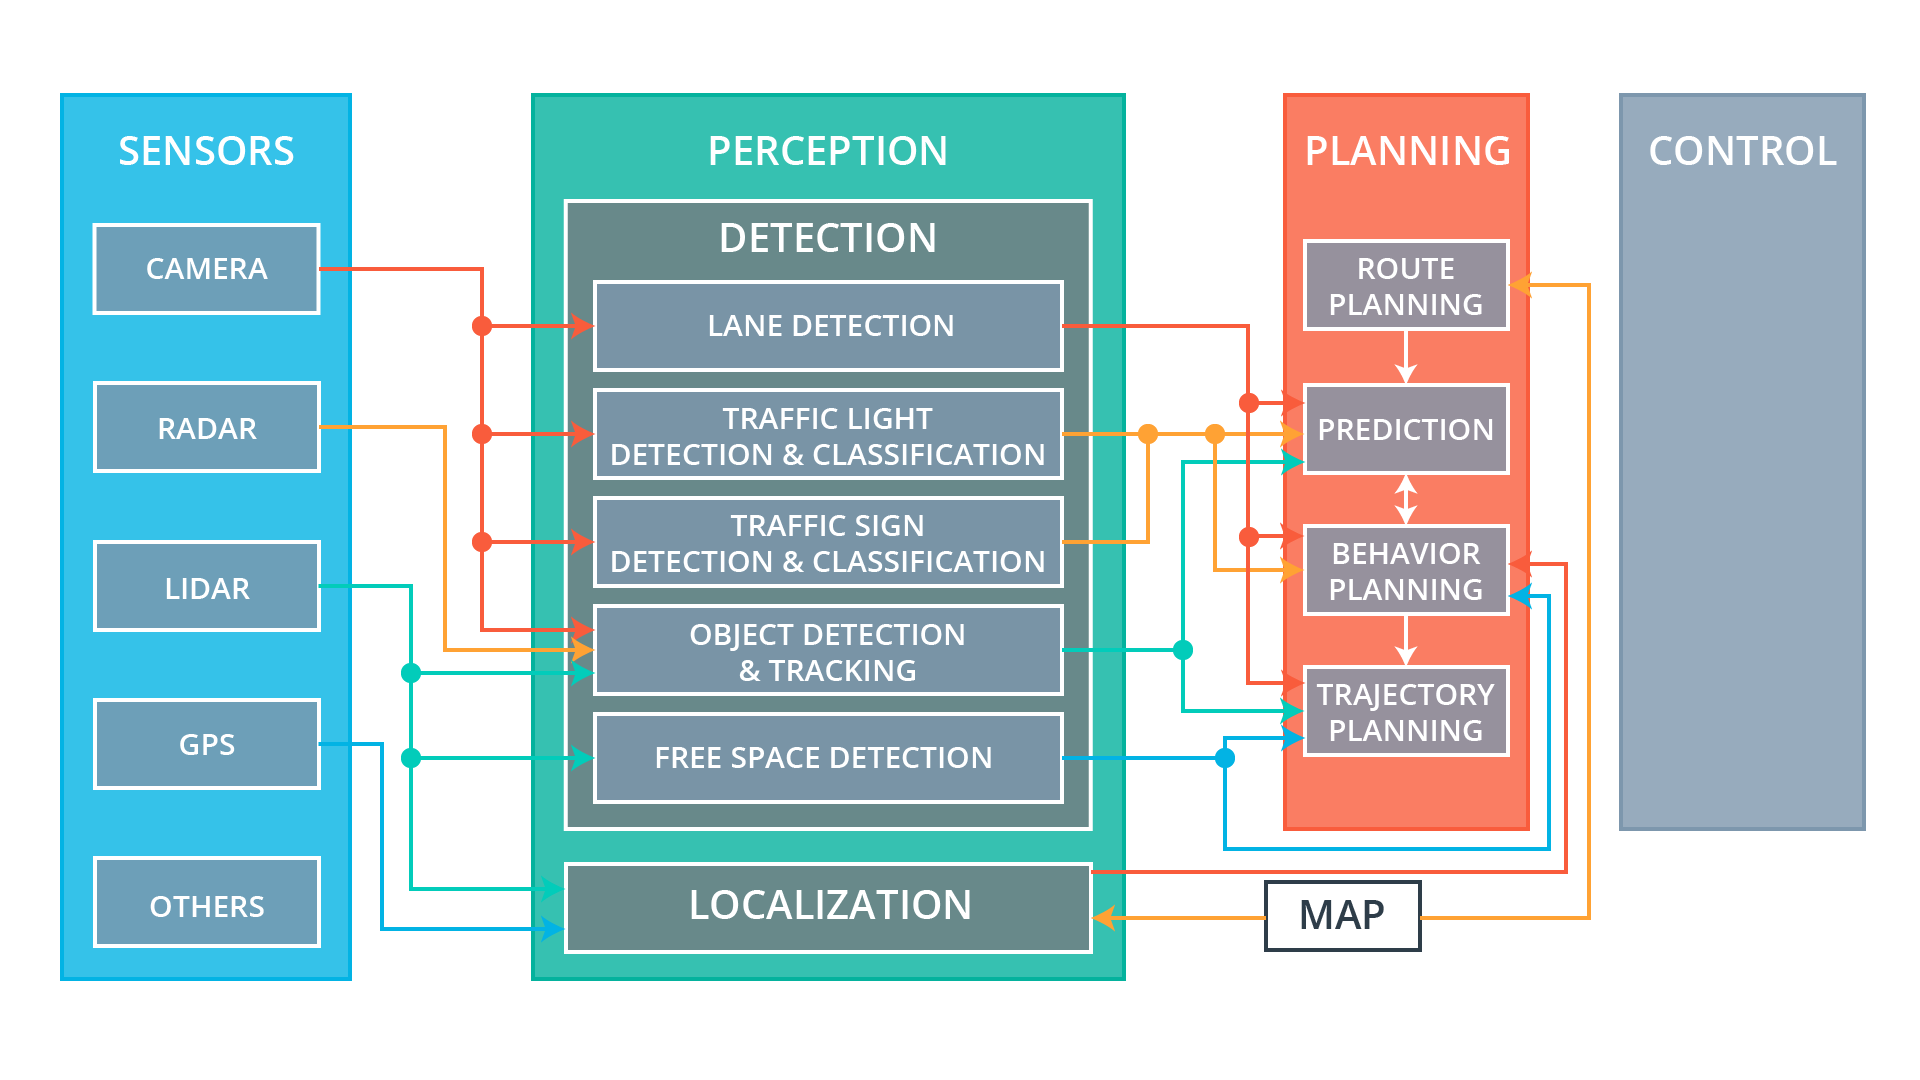 SENSORS
CAMERA
RADAR
LIDAR
GPS
OTHERS
PERCEPTION
DETECTION
LANE DETECTION
TRAFFIC LIGHT
DETECTION & CLASSIFICATION
TRAFFIC SIGN
DETECTION & CLASSIFICATION
OBJECT DETECTION
& TRACKING
FREE SPACE DETECTION
LOCALIZATION
PLANNING
ROUTE
PLANNING
PREDICTION
BEHAVIOR
PLANNING
TRAJECTORY
PLANNING
MAP
CONTROL